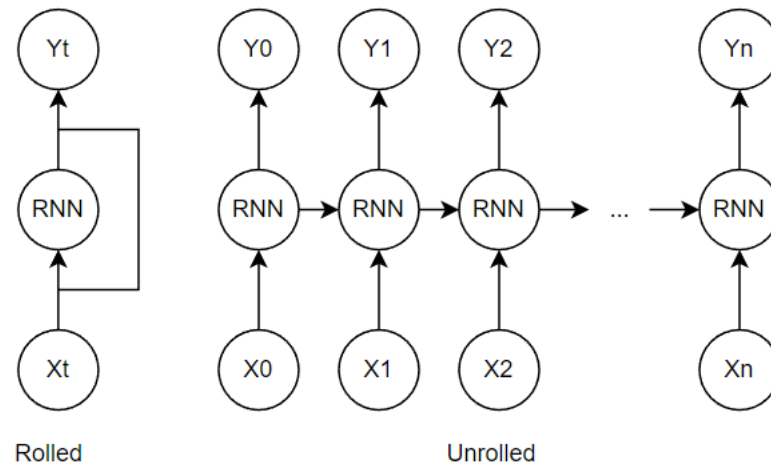 Yt Y0 Y1 Y2 Yn
RNN RNN RNN RNN ... RNN
Xt X0 X1 X2 Xn
Rolled Unrolled